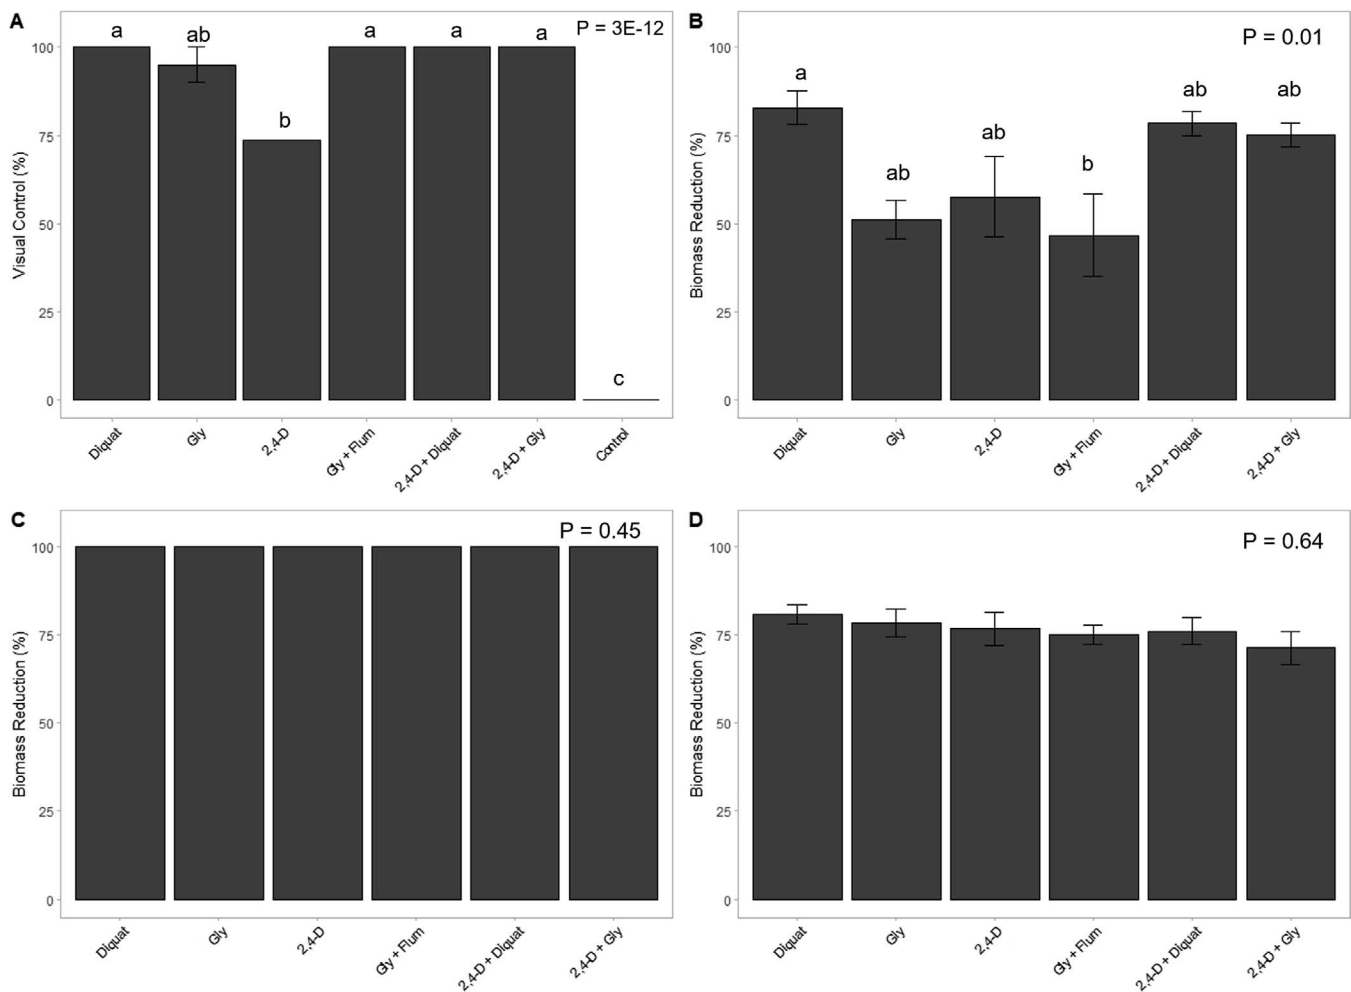 A
P = 3E-12
a
ab
b
a
a
a
c
Visual Control (%)
100
75
50
25
0
Diquat
Gly
2,4-D
Gly + Flum
2,4-D + Diquat
2,4-D + Gly
Control
B
P = 0.01
a
ab
ab
b
ab
ab
Biomass Reduction (%)
100
75
50
25
0
Diquat
Gly
2,4-D
Gly + Flum
2,4-D + Diquat
2,4-D + Gly
C
P = 0.45
Biomass Reduction (%)
100
75
50
25
0
Diquat
Gly
2,4-D
Gly + Flum
2,4-D + Diquat
2,4-D + Gly
D
P = 0.64
Biomass Reduction (%)
100
75
50
25
0
Diquat
Gly
2,4-D
Gly + Flum
2,4-D + Diquat
2,4-D + Gly